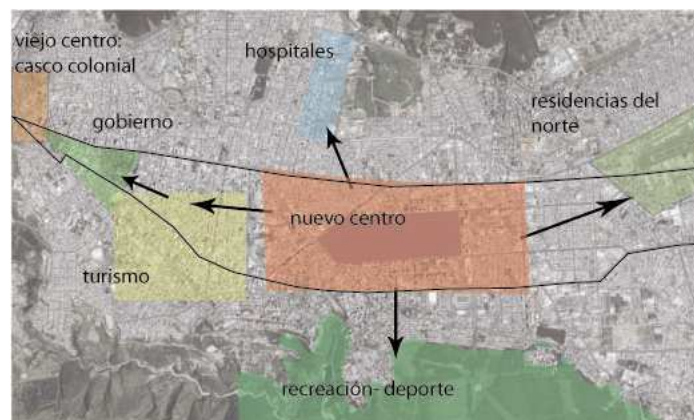 viejo centro:
casco colonial
hospitales
gobierno
residencias del
norte
nuevo centro
turismo
recreación- deporte